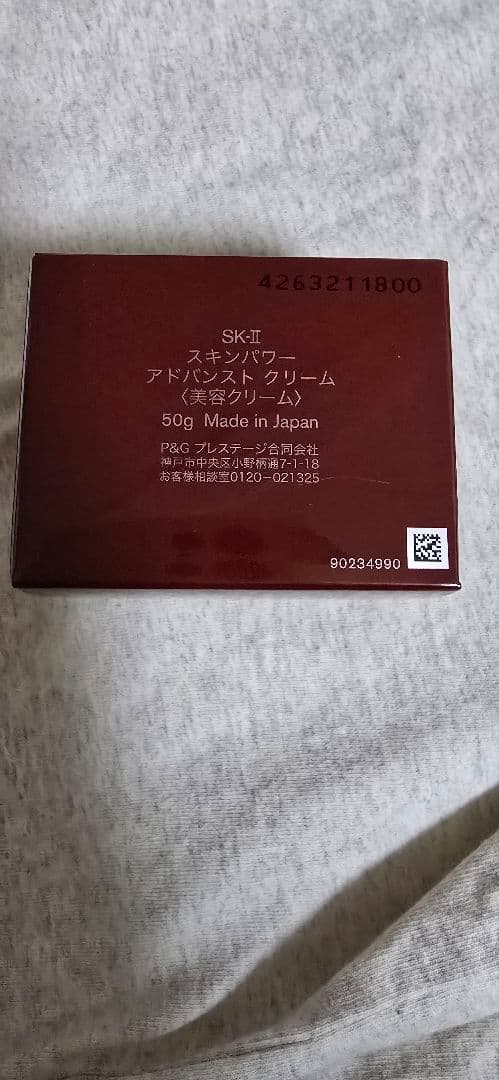 4263211800
SK-II
スキンパワー
アドバンスト クリーム
〈美容クリーム〉
50g Made in Japan
P&G プレステージ合同会社
神戸市中央区小野柄通7-1-18
お客様相談室0120-021325
90234990